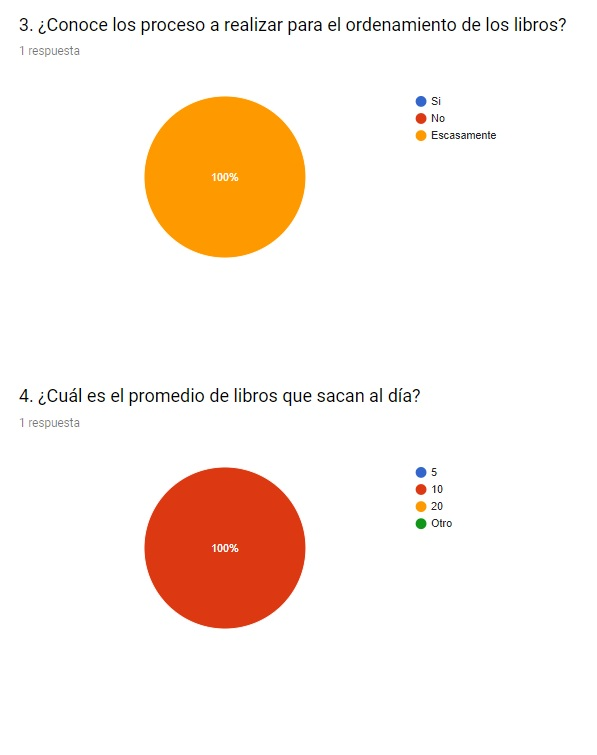 3. ¿Conoce los proceso a realizar para el ordenamiento de los libros?
1 respuesta
Si
No
Escasamente
100%
4. ¿Cuál es el promedio de libros que sacan al día?
1 respuesta
5
10
20
Otro
100%